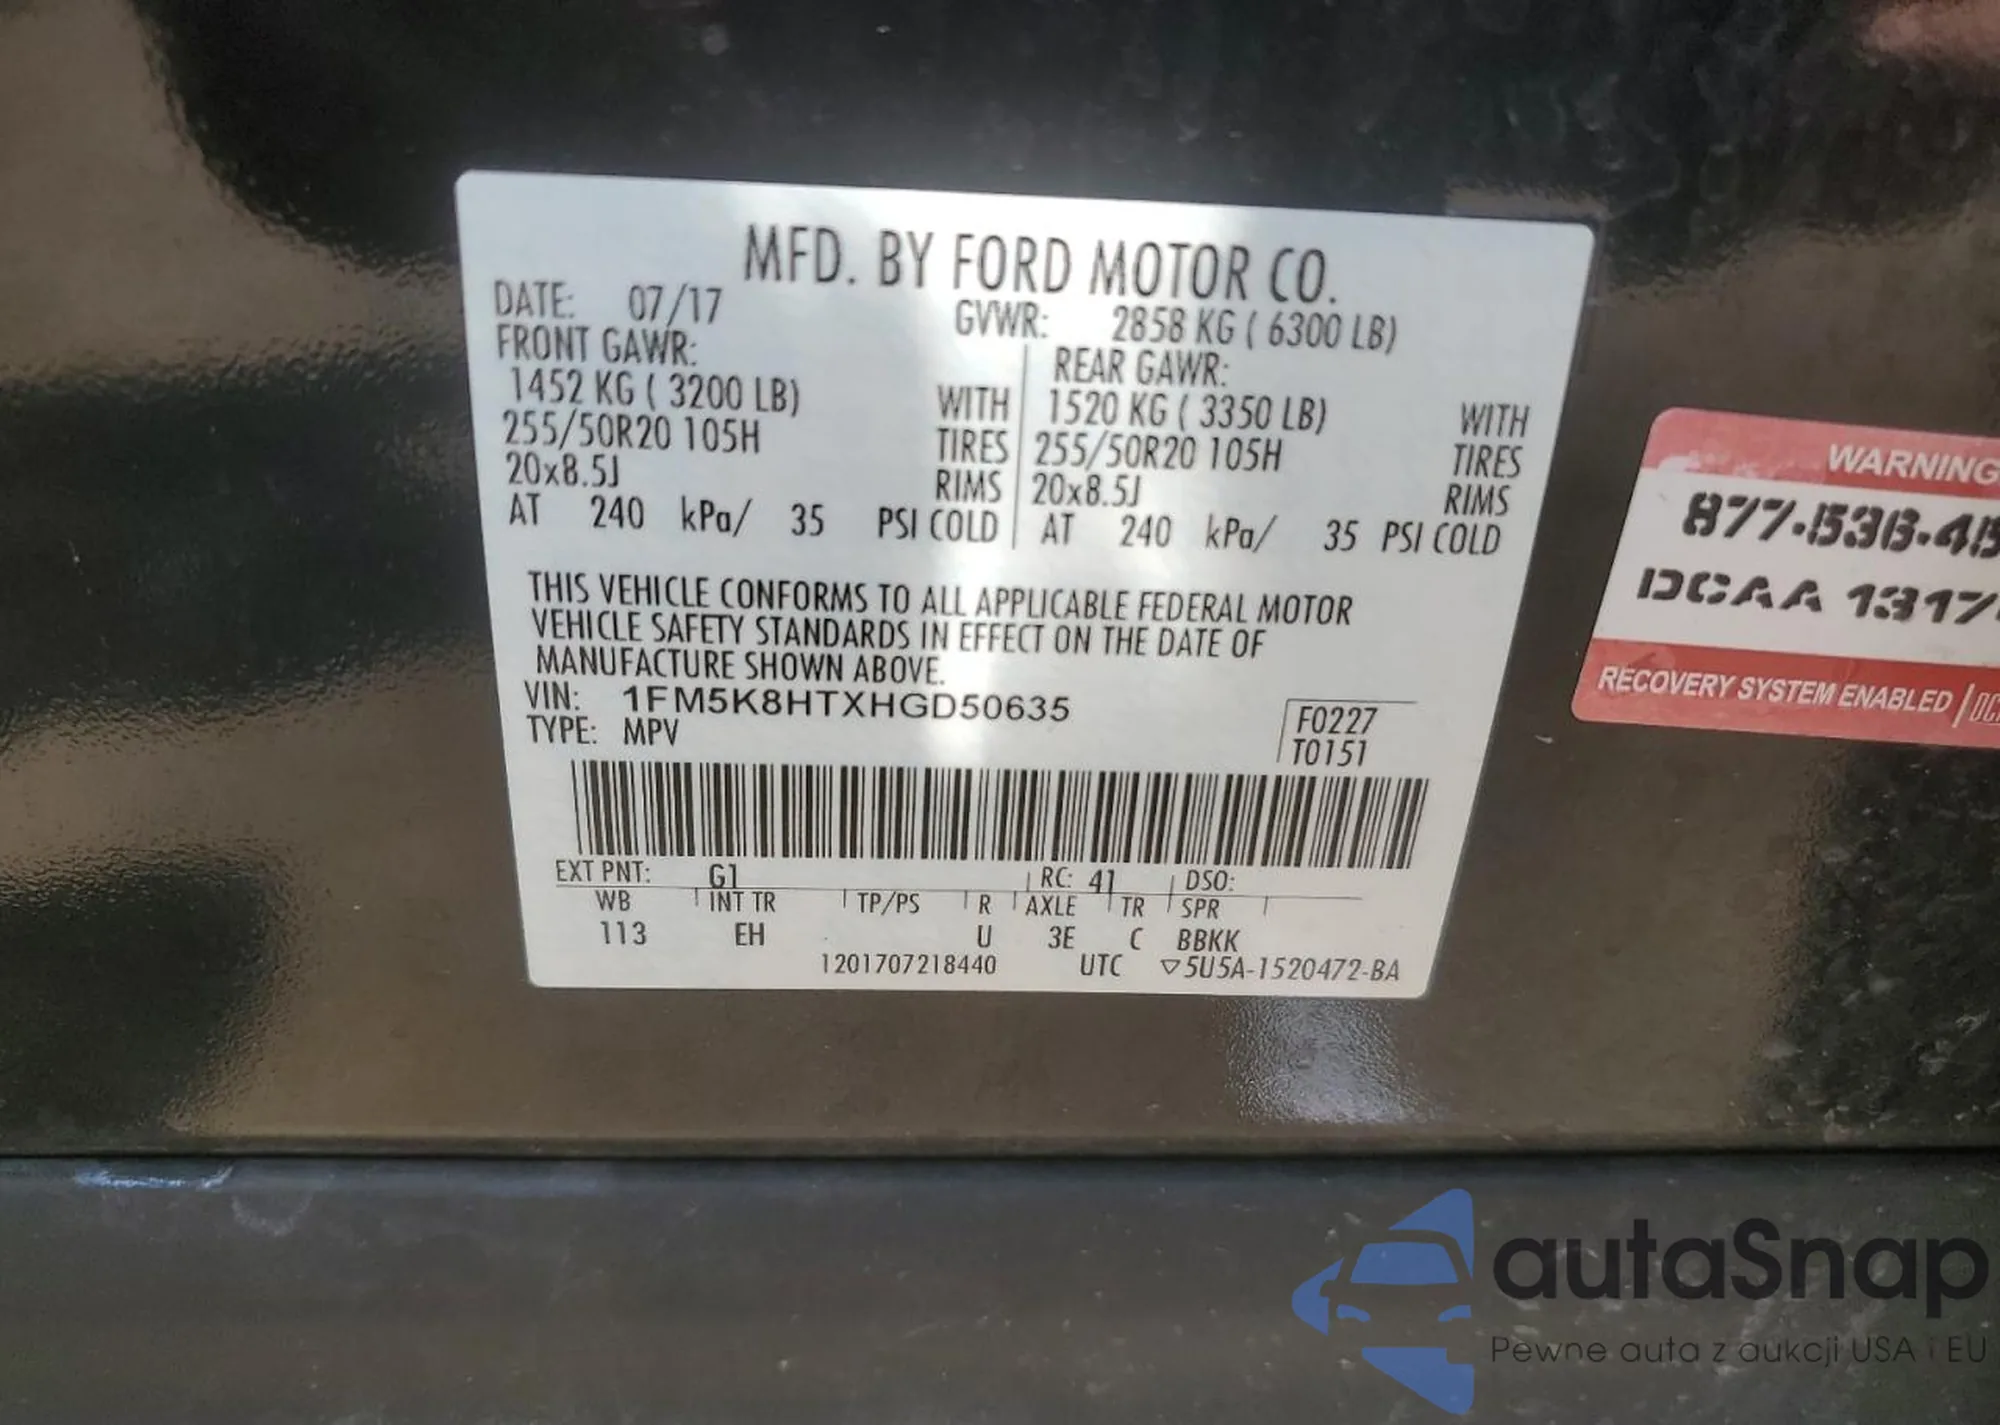 MFD. BY FORD MOTOR CO.
DATE: 07/17
GVWR: 2858 KG ( 6300 LB)
FRONT GAWR:
REAR GAWR:
1452 KG ( 3200 LB) WITH
1520 KG ( 3350 LB) WITH
255/50R20 105H TIRES
255/50R20 105H TIRES
20x8.5J RIMS
20x8.5J RIMS
AT 240 kPa/ 35 PSI COLD
AT 240 kPa/ 35 PSI COLD
THIS VEHICLE CONFORMS TO ALL APPLICABLE FEDERAL MOTOR
VEHICLE SAFETY STANDARDS IN EFFECT ON THE DATE OF
MANUFACTURE SHOWN ABOVE.
VIN: 1FM5K8HTXHGD50635
TYPE: MPV
F0227
T0151
EXT PNT: G1 RC: 41 DSO:
WB INT TR TP/PS R AXLE TR SPR
113 EH U 3E C BBKK
1201707218440 UTC ▽5U5A-1520472-BA
WARNING
877-536-45
DCAA 1317
RECOVERY SYSTEM ENABLED
autaSnap
Pewne auta z aukcji USA i EU